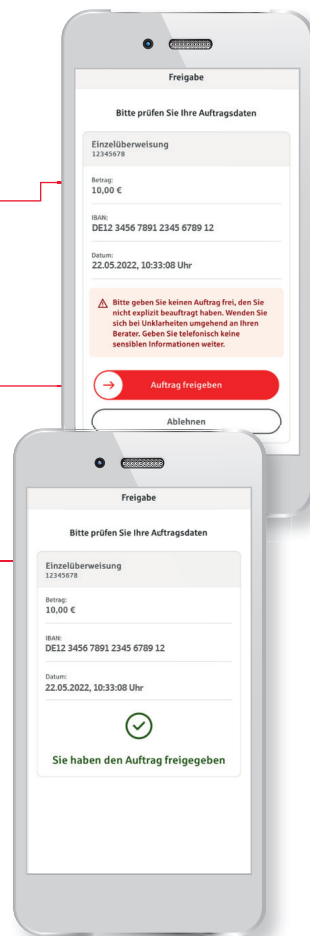 Freigabe
Bitte prüfen Sie Ihre Auftragsdaten
Einzelüberweisung
12345678
Betrag:
10,00 €
IBAN:
DE12 3456 7891 2345 6789 12
Datum:
22.05.2022, 10:33:08 Uhr
Bitte geben Sie keinen Auftrag frei, den Sie
nicht explizit beauftragt haben. Wenden Sie
sich bei Unklarheiten umgehend an Ihren
Berater. Geben Sie telefonisch keine
sensiblen Informationen weiter.
Auftrag freigeben
Ablehnen
Freigabe
Bitte prüfen Sie Ihre Auftragsdaten
Einzelüberweisung
12345678
Betrag:
10,00 €
IBAN:
DE12 3456 7891 2345 6789 12
Datum:
22.05.2022, 10:33:08 Uhr
Sie haben den Auftrag freigegeben